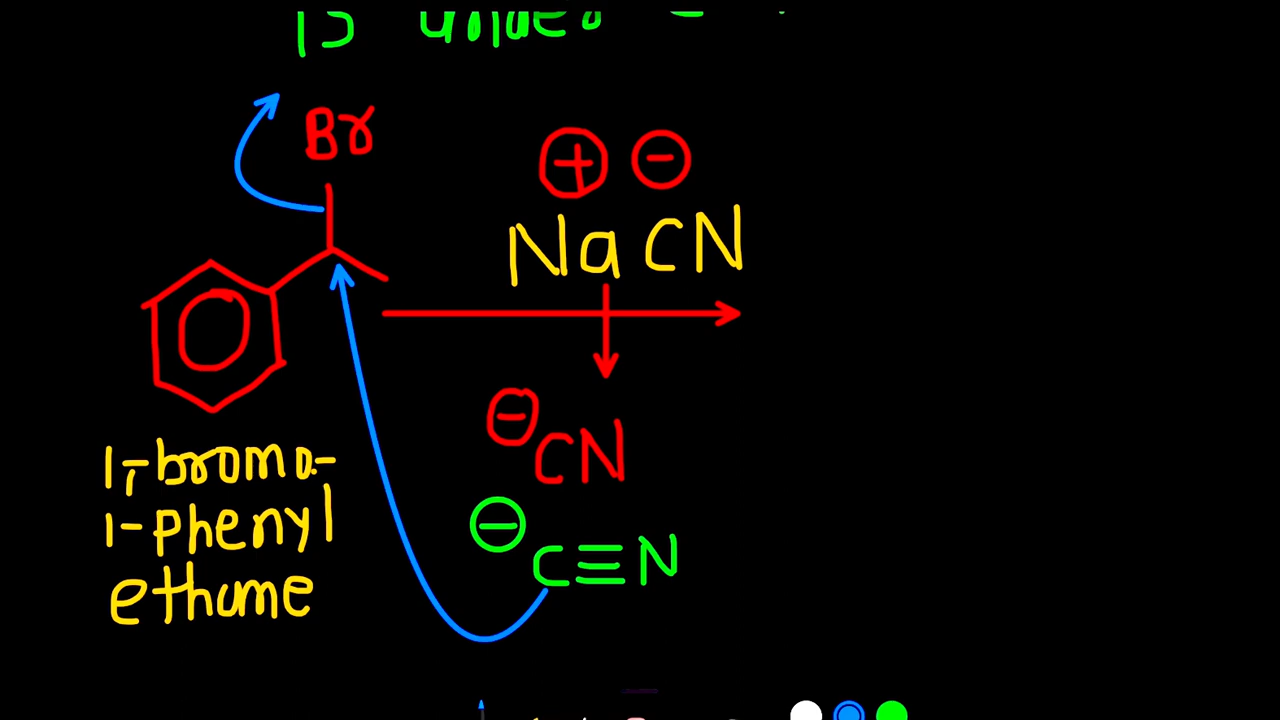 Br
⊕ ⊖
NaCN
⊖CN
⊖C≡N
1-bromo-
1-phenyl
ethane